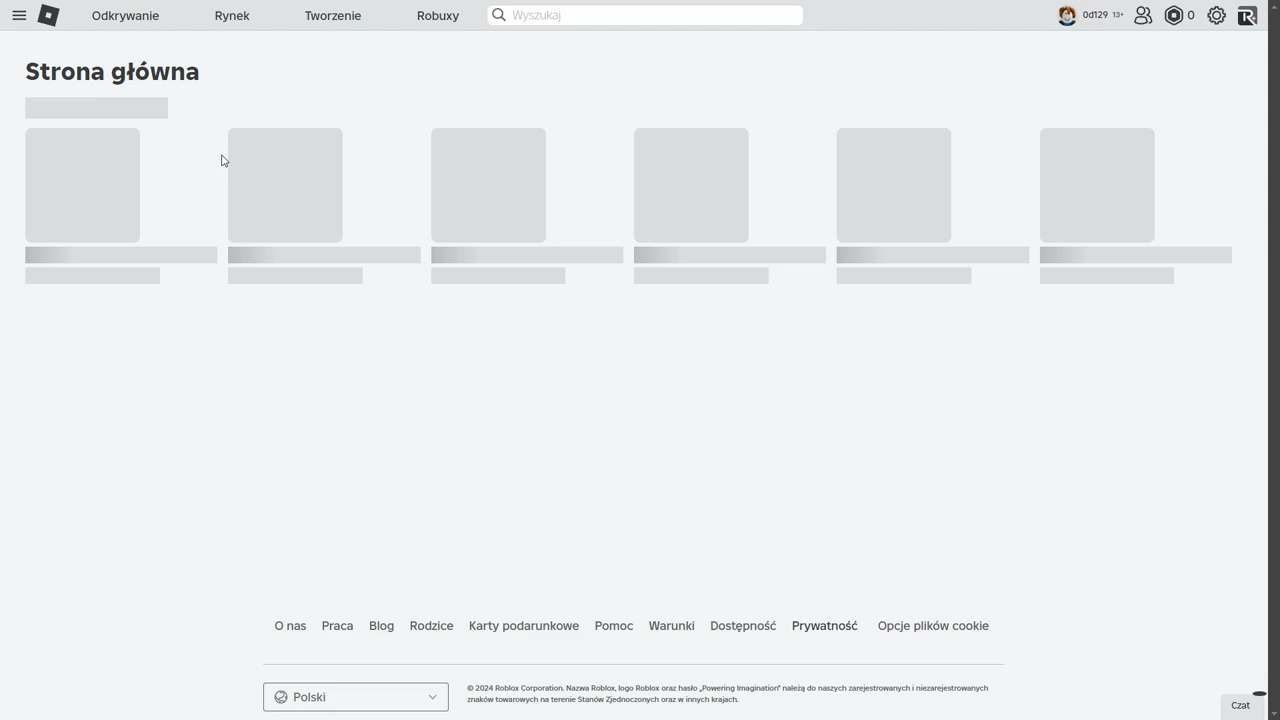 Odkrywanie Rynek Tworzenie Robuxy Wyszukaj 0d129 13+ 0
Strona główna
O nas Praca Blog Rodzice Karty podarunkowe Pomoc Warunki Dostępność Prywatność Opcje plików cookie
Polski
© 2024 Roblox Corporation. Nazwa Roblox, logo Roblox oraz hasło „Powering Imagination" należą do naszych zarejestrowanych i niezarejestrowanych
znaków towarowych na terenie Stanów Zjednoczonych oraz w innych krajach.
Czat